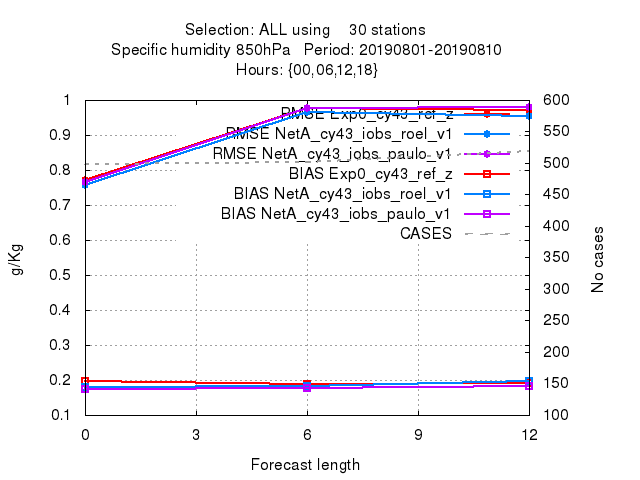 Selection: ALL using 30 stations
Specific humidity 850hPa Period: 20190801-20190810
Hours: {00,06,12,18}
1 600
RMSE Exp0_cy43_ref_z
0.9 RMSE NetA_cy43_iobs_roel_v1 550
RMSE NetA_cy43_iobs_paulo_v1
0.8 500
BIAS Exp0_cy43_ref_z
BIAS NetA_cy43_iobs_roel_v1
0.7 450
BIAS NetA_cy43_iobs_paulo_v1
CASES
400
0.6
g/Kg
No cases
350
0.5
300
0.4
250
0.3
200
0.2
150
0.1 100
0 3 6 9 12
Forecast length